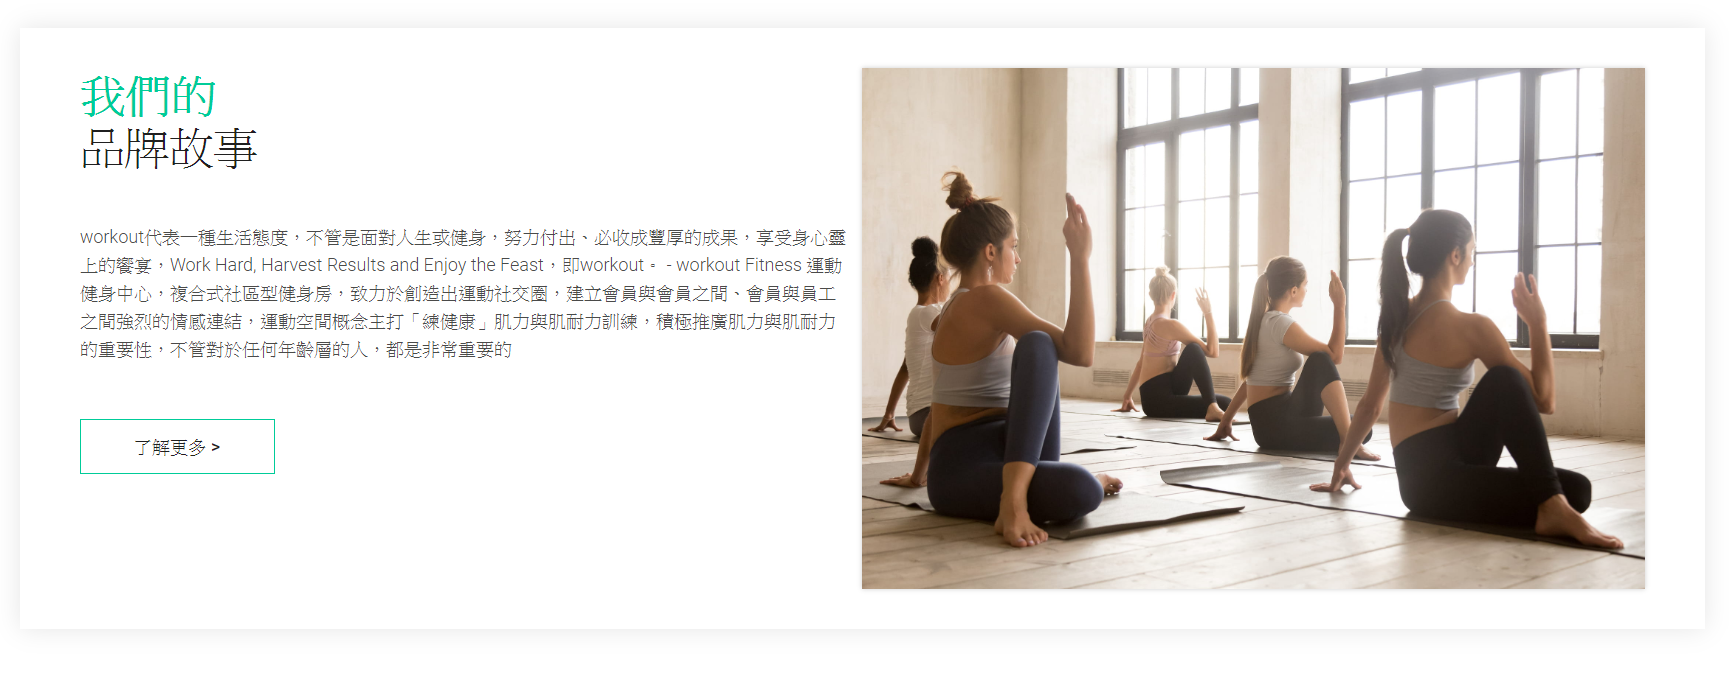 我們的
品牌故事
workout代表一種生活態度，不管是面對人生或健身，努力付出、必收成豐厚的成果，享受身心靈
上的饗宴，Work Hard, Harvest Results and Enjoy the Feast，即workout。 - workout Fitness 運動
健身中心，複合式社區型健身房，致力於創造出運動社交圈，建立會員與會員之間、會員與員工
之間強烈的情感連結，運動空間概念主打「練健康」肌力與肌耐力訓練，積極推廣肌力與肌耐力
的重要性，不管對於任何年齡層的人，都是非常重要的
了解更多 >